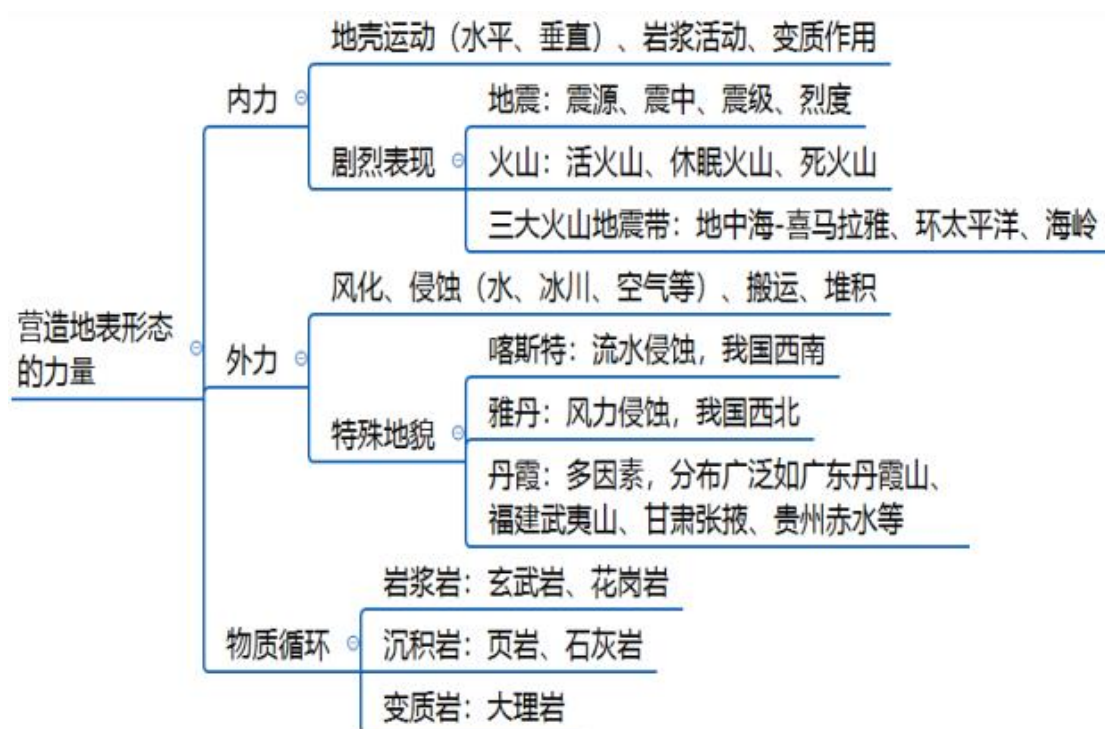 地壳运动（水平、垂直）、岩浆活动、变质作用
内力
地震：震源、震中、震级、烈度
剧烈表现
火山：活火山、休眠火山、死火山
三大火山地震带：地中海-喜马拉雅、环太平洋、海岭
风化、侵蚀（水、冰川、空气等）、搬运、堆积
营造地表形态
的力量
外力
喀斯特：流水侵蚀，我国西南
雅丹：风力侵蚀，我国西北
特殊地貌
丹霞：多因素，分布广泛如广东丹霞山、
福建武夷山、甘肃张掖、贵州赤水等
岩浆岩：玄武岩、花岗岩
物质循环
沉积岩：页岩、石灰岩
变质岩：大理岩